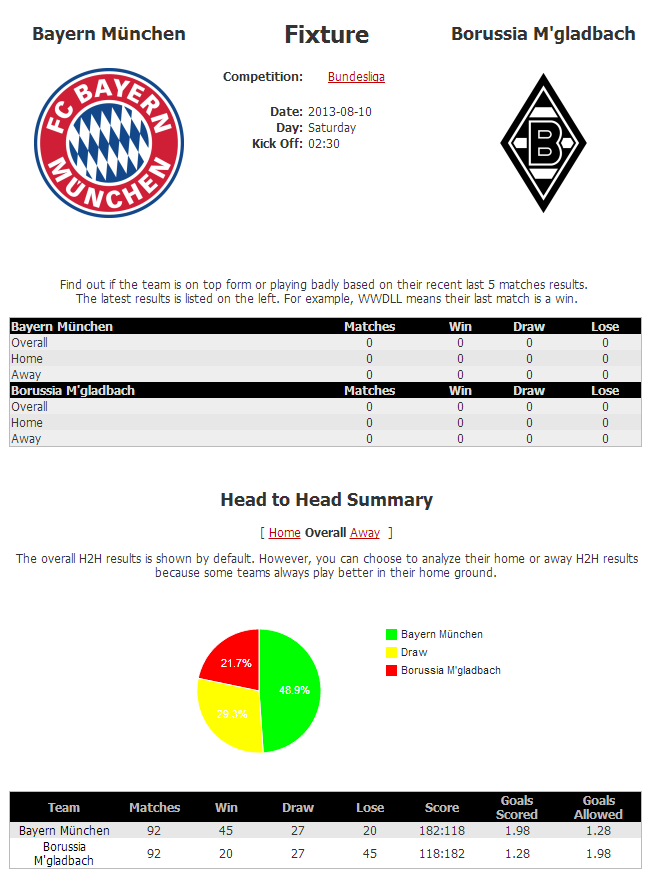 Bayern München
Fixture
Borussia M'gladbach
FC BAYERN
MÜNCHEN
Competition: Bundesliga
B
Date: 2013-08-10
Day: Saturday
Kick Off: 02:30
Find out if the team is on top form or playing badly based on their recent last 5 matches results.
The latest results is listed on the left. For example, WWDLL means their last match is a win.
Bayern München Matches Win Draw Lose
Overall 0 0 0 0
Home 0 0 0 0
Away 0 0 0 0
Borussia M'gladbach Matches Win Draw Lose
Overall 0 0 0 0
Home 0 0 0 0
Away 0 0 0 0
Head to Head Summary
[ Home Overall Away ]
The overall H2H results is shown by default. However, you can choose to analyze their home or away H2H results
because some teams always play better in their home ground.
Bayern München
Draw
Borussia M'gladbach
21.7%
48.9%
29.3%
Team Matches Win Draw Lose Score Goals Scored Goals Allowed
Bayern München 92 45 27 20 182:118 1.98 1.28
Borussia M'gladbach 92 20 27 45 118:182 1.28 1.98